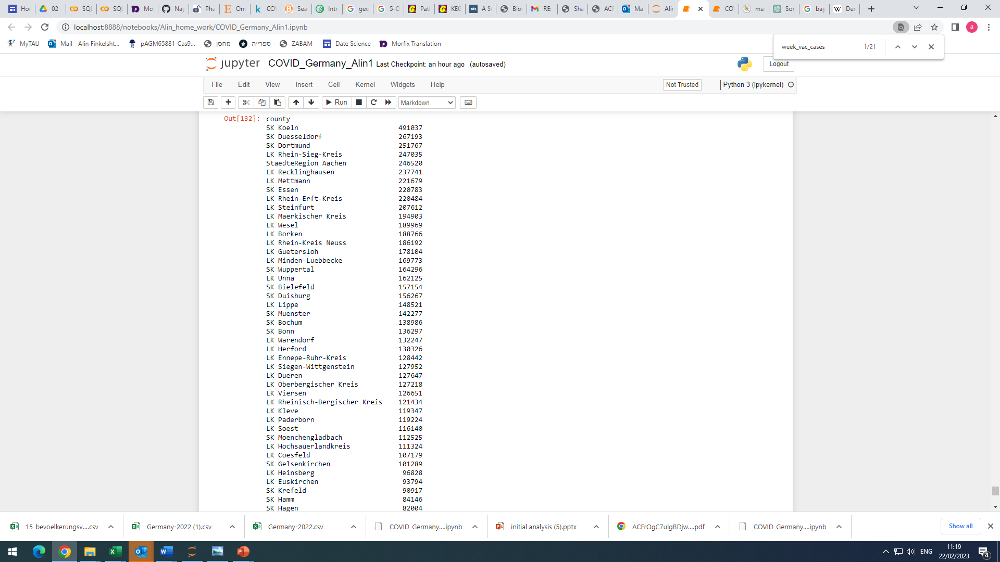 Hor
02 -
SQL
SQL
Mo
Nay
Pha
Om
CO
Sea
Intr
geo
5-C
Path
KEG
A S
Bioc
RE:
Sha
ACF
Ma
Alin
CO
ma
Sor
bay
Der
localhost:8888/notebooks/Alin_home_work/COVID_Germany_Alin1.ipynb
a
MyTAU Mail - Alin Finkelsht... pAGM65881-Cas9... מחסן ספרייה ZABAM Date Science Morfix Translation
week_vac_cases 1/21
jupyter COVID_Germany_Alin1 Last Checkpoint: an hour ago (autosaved)
Logout
File Edit View Insert Cell Kernel Widgets Help Not Trusted Python 3 (ipykernel)
Run Markdown
Out[132]: county
SK Koeln 491037
SK Duesseldorf 267193
SK Dortmund 251767
LK Rhein-Sieg-Kreis 247035
StaedteRegion Aachen 246520
LK Recklinghausen 237741
LK Mettmann 221679
SK Essen 220783
LK Rhein-Erft-Kreis 220484
LK Steinfurt 207612
LK Maerkischer Kreis 194903
LK Wesel 189969
LK Borken 188766
LK Rhein-Kreis Neuss 186192
LK Guetersloh 178104
LK Minden-Luebbecke 169773
SK Wuppertal 164296
LK Unna 162125
SK Bielefeld 157154
SK Duisburg 156267
LK Lippe 148521
SK Muenster 142277
SK Bochum 138986
SK Bonn 136297
LK Warendorf 132247
LK Herford 130326
LK Ennepe-Ruhr-Kreis 128442
LK Siegen-Wittgenstein 127952
LK Dueren 127647
LK Oberbergischer Kreis 127218
LK Viersen 126651
LK Rheinisch-Bergischer Kreis 121434
LK Kleve 119347
LK Paderborn 119224
LK Soest 116140
SK Moenchengladbach 112525
LK Hochsauerlandkreis 111324
LK Coesfeld 107179
SK Gelsenkirchen 101289
LK Heinsberg 96828
LK Euskirchen 93794
SK Krefeld 90917
SK Hamm 84146
SK Hagen 82004
15_bevoelkerungsv....csv Germany-2022 (1).csv Germany-2022.csv COVID_Germany....ipynb initial analysis (5).pptx ACFrOgC7ulgBDjw....pdf COVID_Germany....ipynb Show all
ENG
11:19
22/02/2023
4